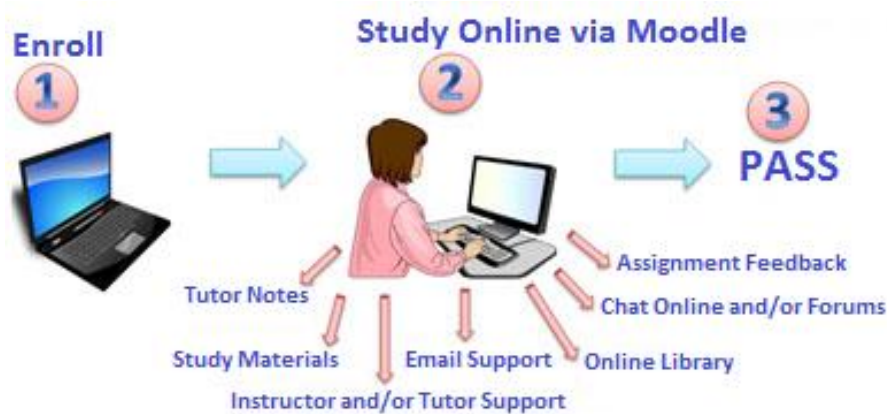 Enroll
1
Study Online via Moodle
2
3
PASS
Assignment Feedback
Tutor Notes
Chat Online and/or Forums
Study Materials
Email Support
Online Library
Instructor and/or Tutor Support